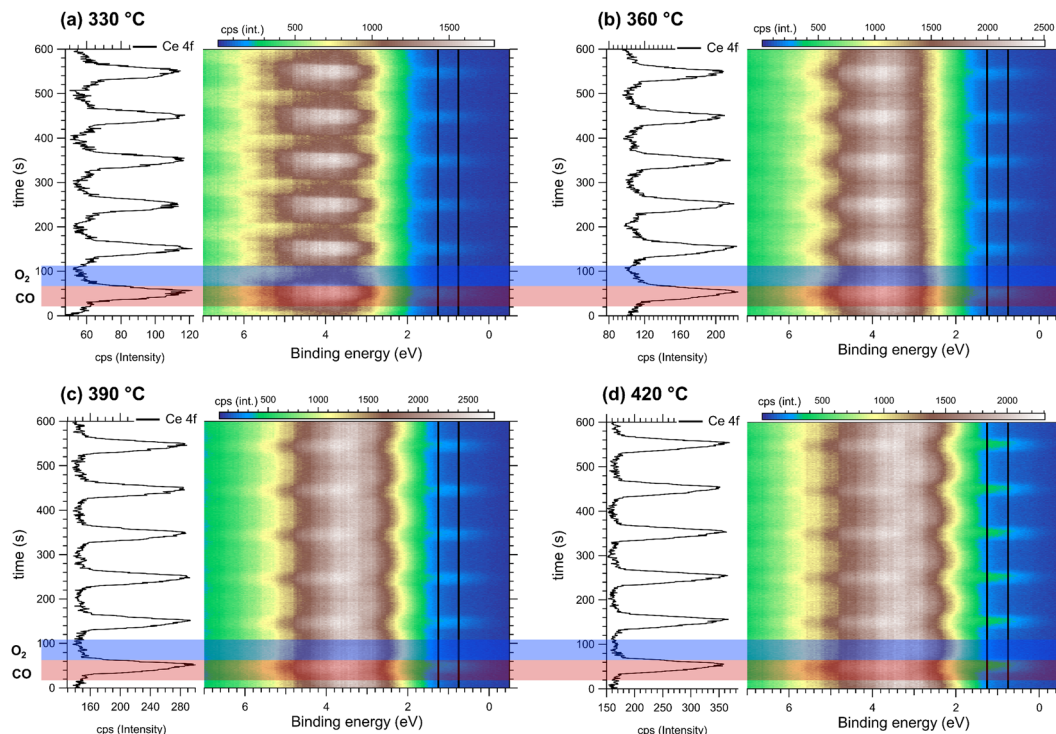 (a) 330 °C
cps (int.) 500 1000 1500
Ce 4f
600
500
400
300
200
100
0
time (s)
O2
CO
60 80 100 120
cps (Intensity)
6 4 2 0
Binding energy (eV)
(b) 360 °C
cps (int.) 500 1000 1500 2000 2500
Ce 4f
600
500
400
300
200
100
0
time (s)
80 120 160 200
cps (Intensity)
6 4 2 0
Binding energy (eV)
(c) 390 °C
cps (int.) 500 1000 1500 2000 2500
Ce 4f
600
500
400
300
200
100
0
time (s)
O2
CO
160 200 240 280
cps (Intensity)
6 4 2 0
Binding energy (eV)
(d) 420 °C
cps (int.) 500 1000 1500 2000
Ce 4f
600
500
400
300
200
100
0
time (s)
150 200 250 300 350
cps (Intensity)
6 4 2 0
Binding energy (eV)